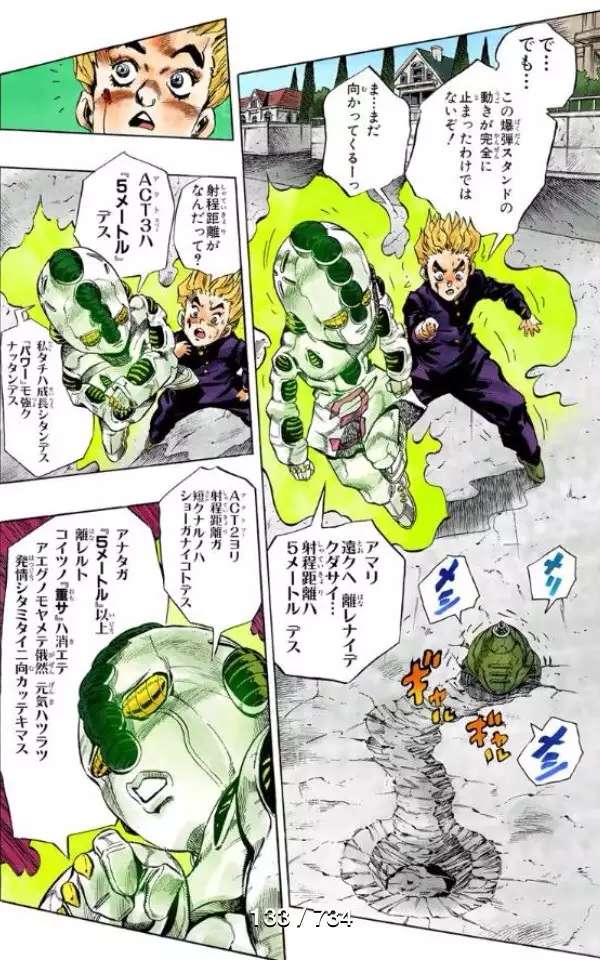 で…
でも…
この爆弾スタンドの
動きが完全に
止まったわけでは
ないぞ!
ま…まだ
向かってくるーっ
アマリ
遠クヘ 離レナイデ
クダサイ…
射程距離ハ
5メートル デス
メリ
メシ
ギャル
ギャル
メシ
射程距離が
なんだって?
ACT3ハ
『5メートル』
デス
私タチハ成長シタンデス
『パワー』モ強ク
ナッタンデス
ACT2ヨリ
射程距離ガ
短クナルノハ
ショーガナイコトデス
アナタガ
『5メートル』以上
離レルト
コイツノ『重サ』ハ消エテ
アエグノモヤメテ俄然 元気ハツラツ
発情シタミタイニ向カッテキマス
133 / 734